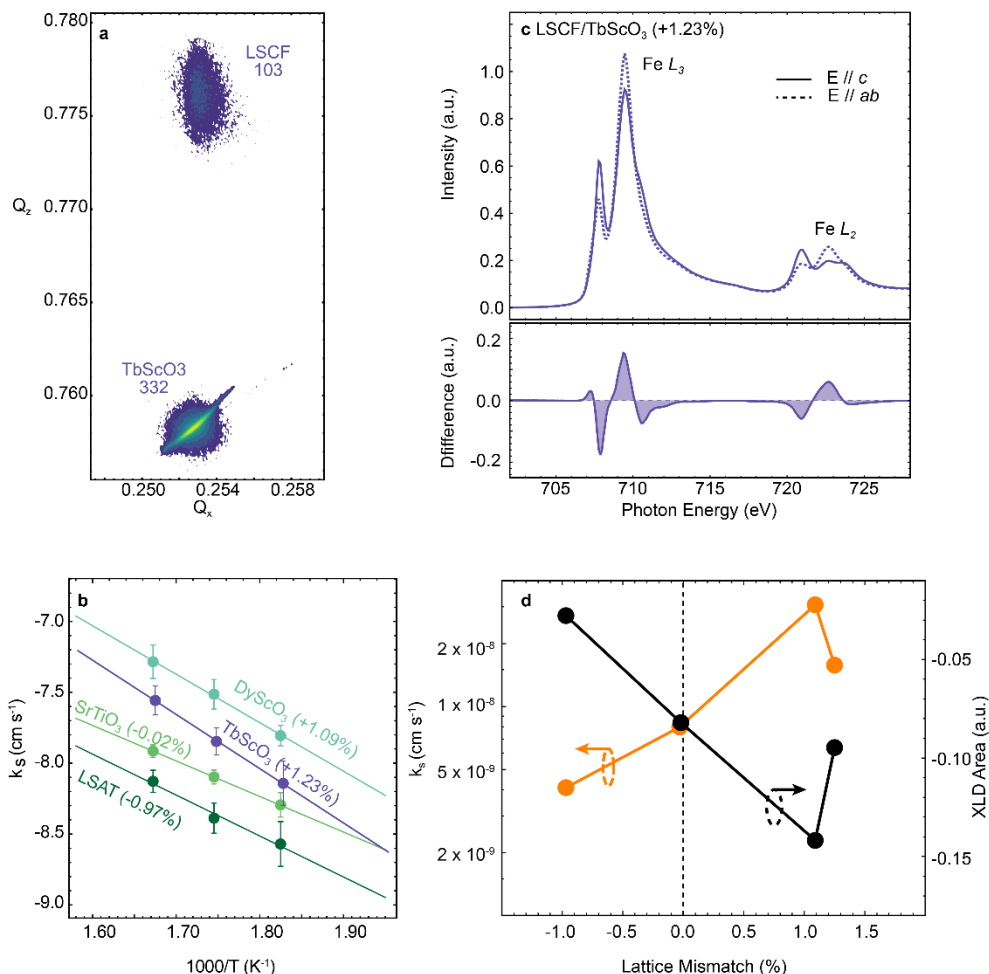 a
LSCF
103
0.780
0.775
0.770
0.765
0.760
Q_z
TbScO3
332
0.250
0.254
0.258
Q_x
c LSCF/TbScO₃ (+1.23%)
Fe L₃
E // c
E // ab
Fe L₂
1.0
0.8
0.6
0.4
0.2
0.0
Intensity (a.u.)
0.2
0.0
-0.2
Dfifference (a.u.)
705
710
715
720
725
Photon Energy (eV)
b
-7.0
-7.5
-8.0
-8.5
-9.0
kₛ (cm s⁻¹)
DyScO₃ (+1.09%)
TbScO₃ (+1.23%)
SrTiO₃ (-0.02%)
LSAT (-0.97%)
1.60
1.70
1.80
1.90
1000/T (K⁻¹)
d
2 x 10⁻⁸
1 x 10⁻⁸
5 x 10⁻⁹
2 x 10⁻⁹
kₛ (cm s⁻¹)
-0.05
-0.10
-0.15
XLD Area (a.u.)
-1.0
-0.5
0.0
0.5
1.0
1.5
2.0
Lattice Mismatch (%)